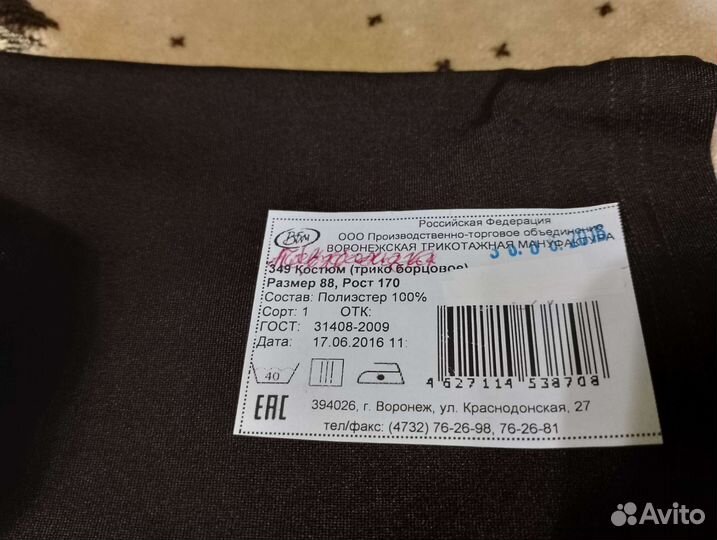 Российская Федерация
ООО Производственно-торговое объединение
ВОРОНЕЖСКАЯ ТРИКОТАЖНАЯ МАНУФАКТУРА
349 Костюм (трико борцовое)
Размер 88, Рост 170
Состав: Полиэстер 100%
Сорт: 1 ОТК:
ГОСТ: 31408-2009
Дата: 17.06.2016 11:
40
4 627114 538708
EAC
394026, г. Воронеж, ул. Краснодонская, 27
тел/факс: (4732) 76-26-98, 76-26-81
Avito